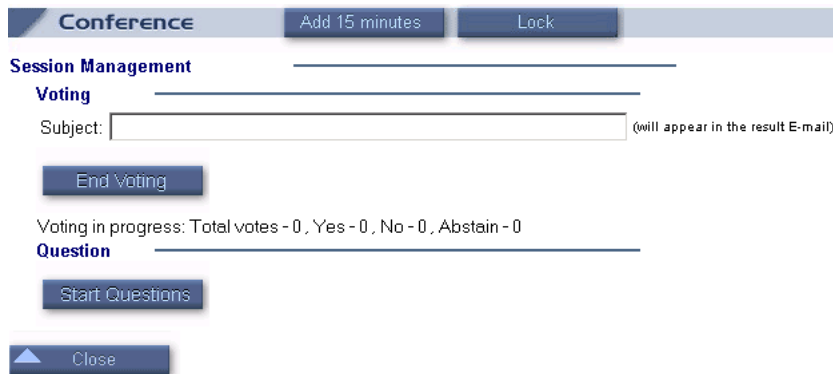 Conference Add 15 minutes Lock
Session Management
Voting
Subject: (will appear in the result E-mail)
End Voting
Voting in progress: Total votes - 0 , Yes - 0 , No - 0 , Abstain - 0
Question
Start Questions
Close